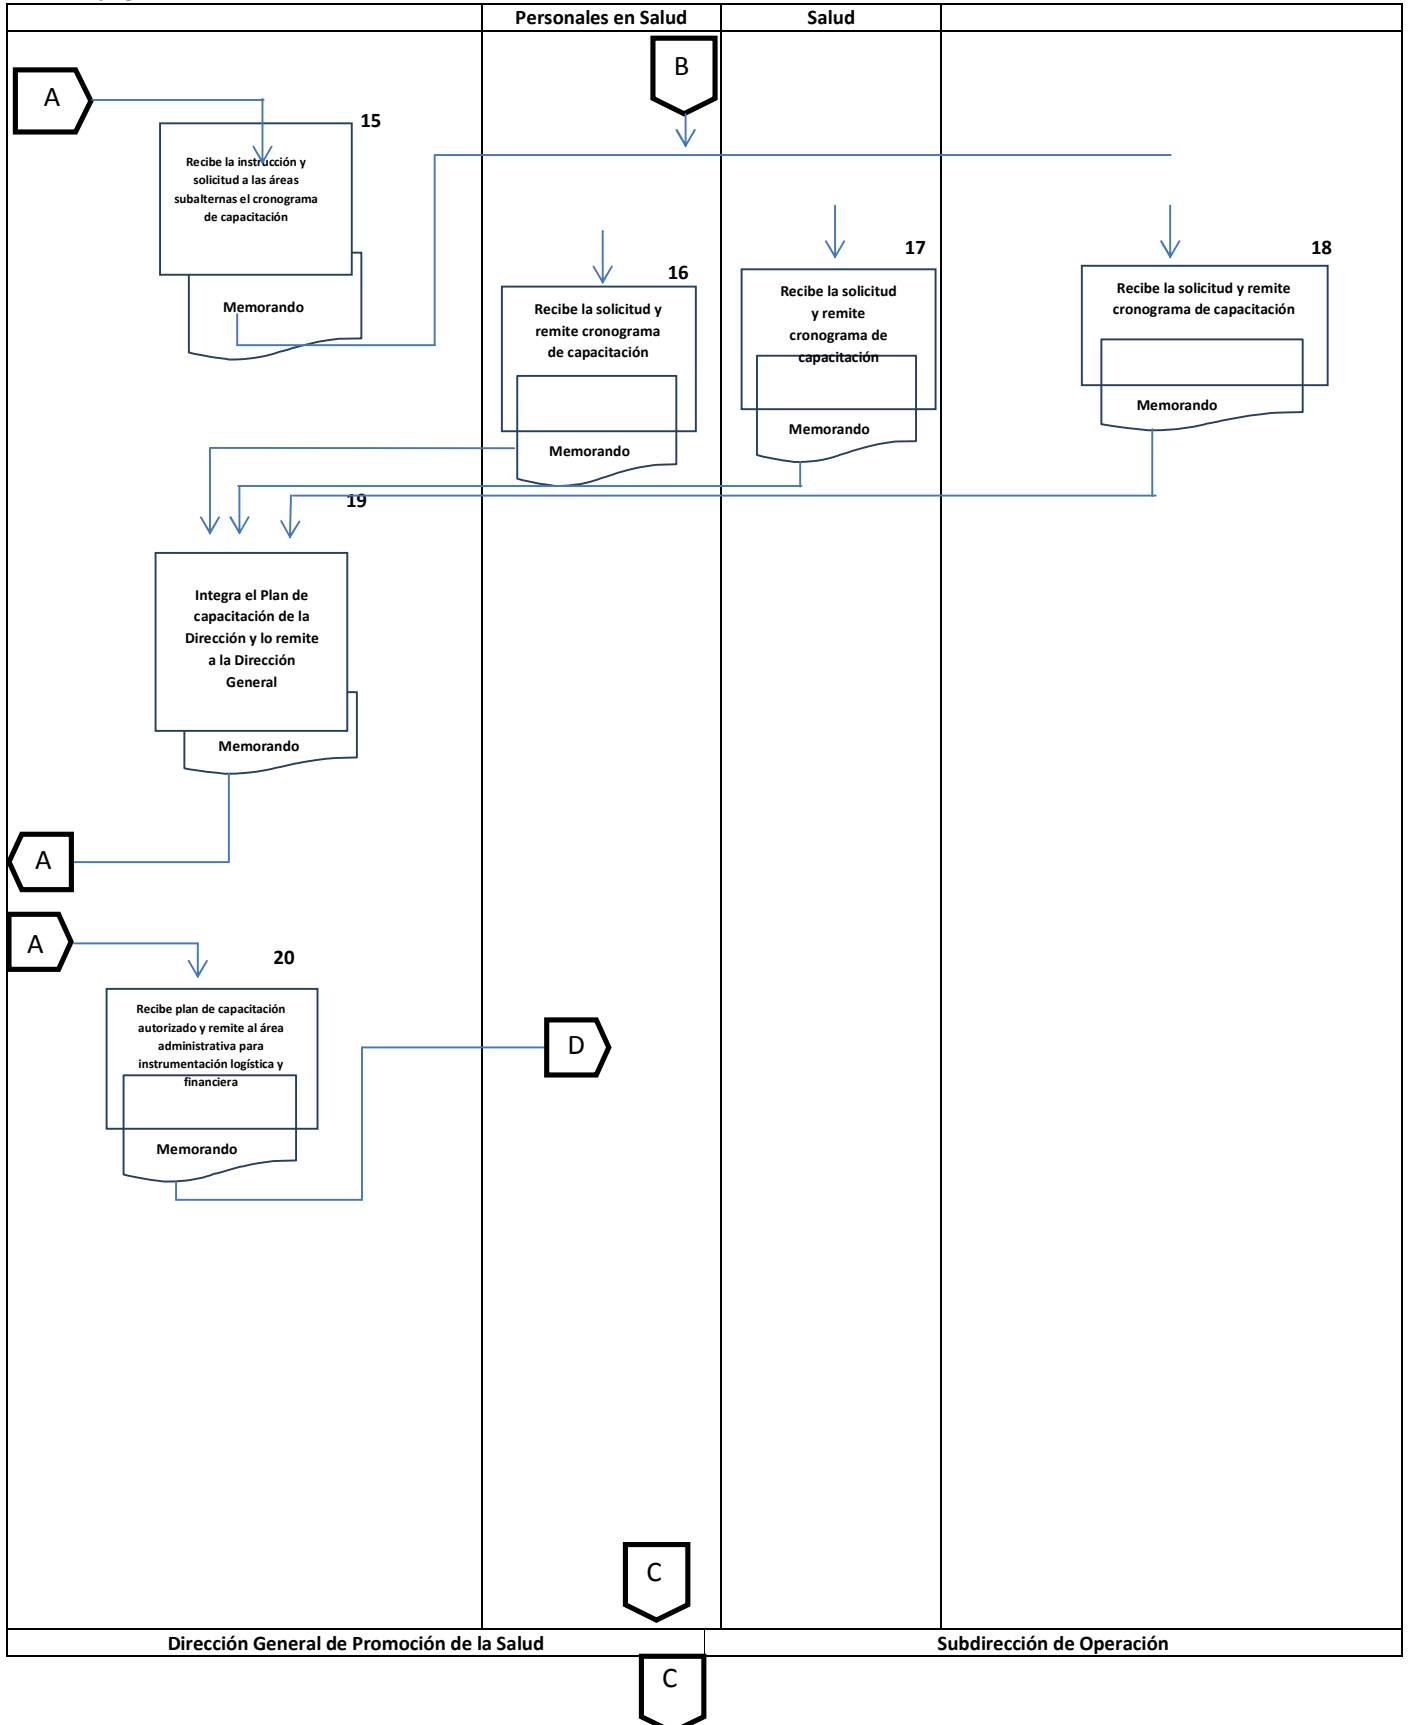 Personales en Salud
Salud
B
A
15
Recibe la instrucción y
solicitud a las áreas
subalternas el cronograma
de capacitación
Memorando
16
Recibe la solicitud y
remite cronograma
de capacitación
Memorando
17
Recibe la solicitud
y remite
cronograma de
capacitación
Memorando
18
Recibe la solicitud y remite
cronograma de capacitación
Memorando
19
Integra el Plan de
capacitación de la
Dirección y lo remite
a la Dirección
General
Memorando
A
A
20
Recibe plan de capacitación
autorizado y remite al área
administrativa para
instrumentación logística y
financiera
Memorando
D
C
Dirección General de Promoción de la Salud
Subdirección de Operación
C